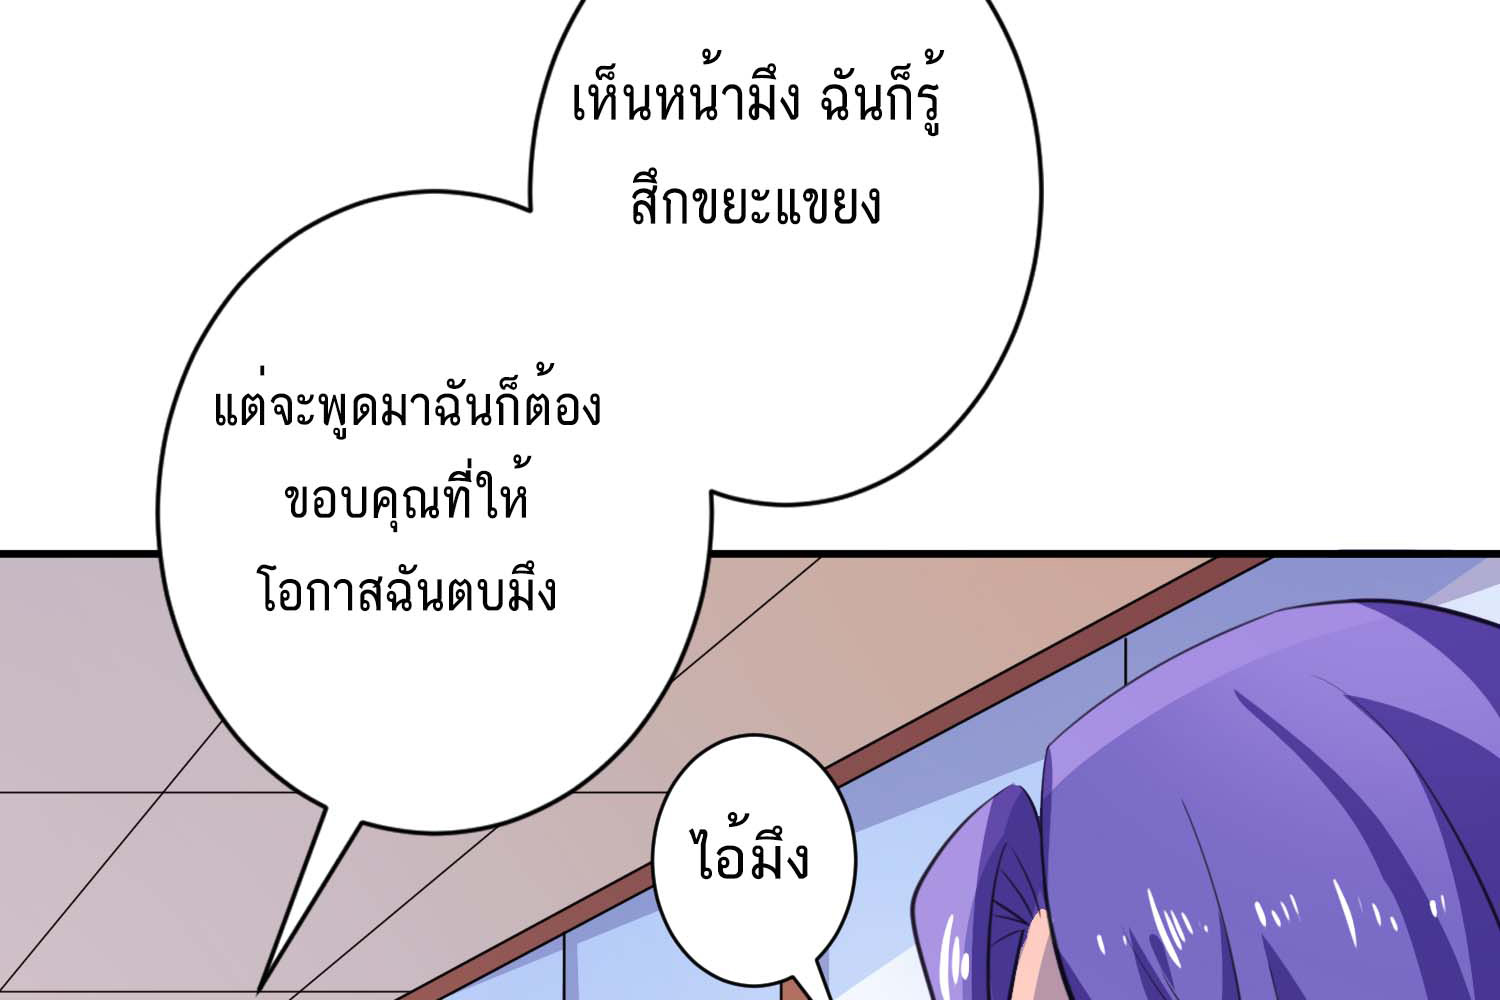 เห็นหน้ามึง ฉันก็รู้
สึกขยะแขยง
แต่จะพูดมาฉันก็ต้อง
ขอบคุณที่ให้
โอกาสฉันตบมึง
ไอ้มึง